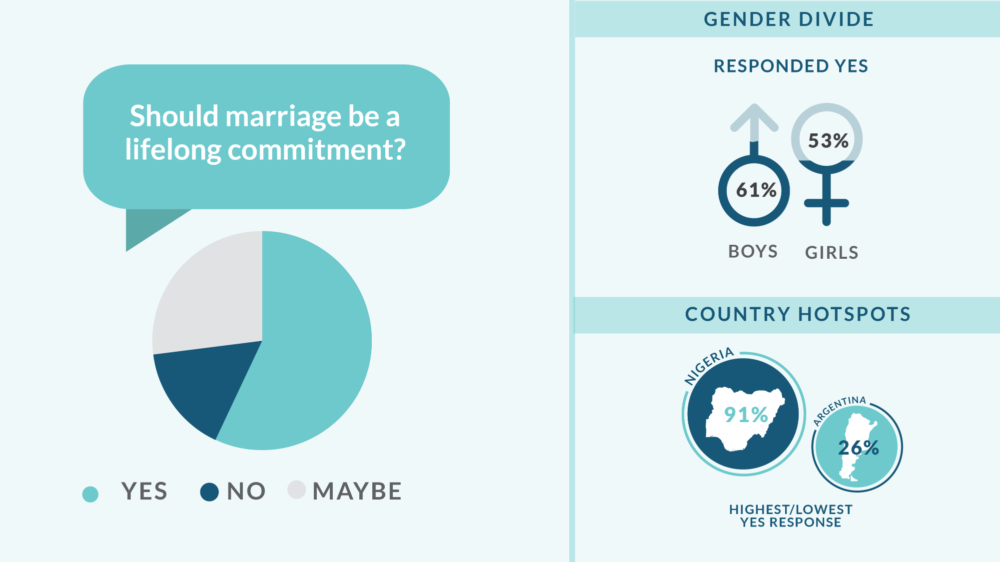 Should marriage be a
lifelong commitment?
YES
NO
MAYBE
GENDER DIVIDE
RESPONDED YES
61%
53%
BOYS
GIRLS
COUNTRY HOTSPOTS
NIGERIA
91%
ARGENTINA
26%
HIGHEST/LOWEST
YES RESPONSE